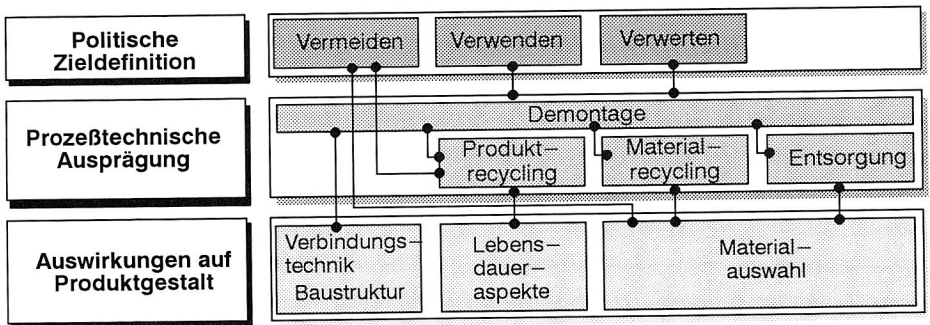 Politische
Zieldefinition
Vermeiden
Verwenden
Verwerten
Prozeßtechnische
Ausprägung
Demontage
Produkt–
recycling
Material–
recycling
Entsorgung
Auswirkungen auf
Produktgestalt
Verbindungs–
technik
Baustruktur
Lebens–
dauer–
aspekte
Material–
auswahl